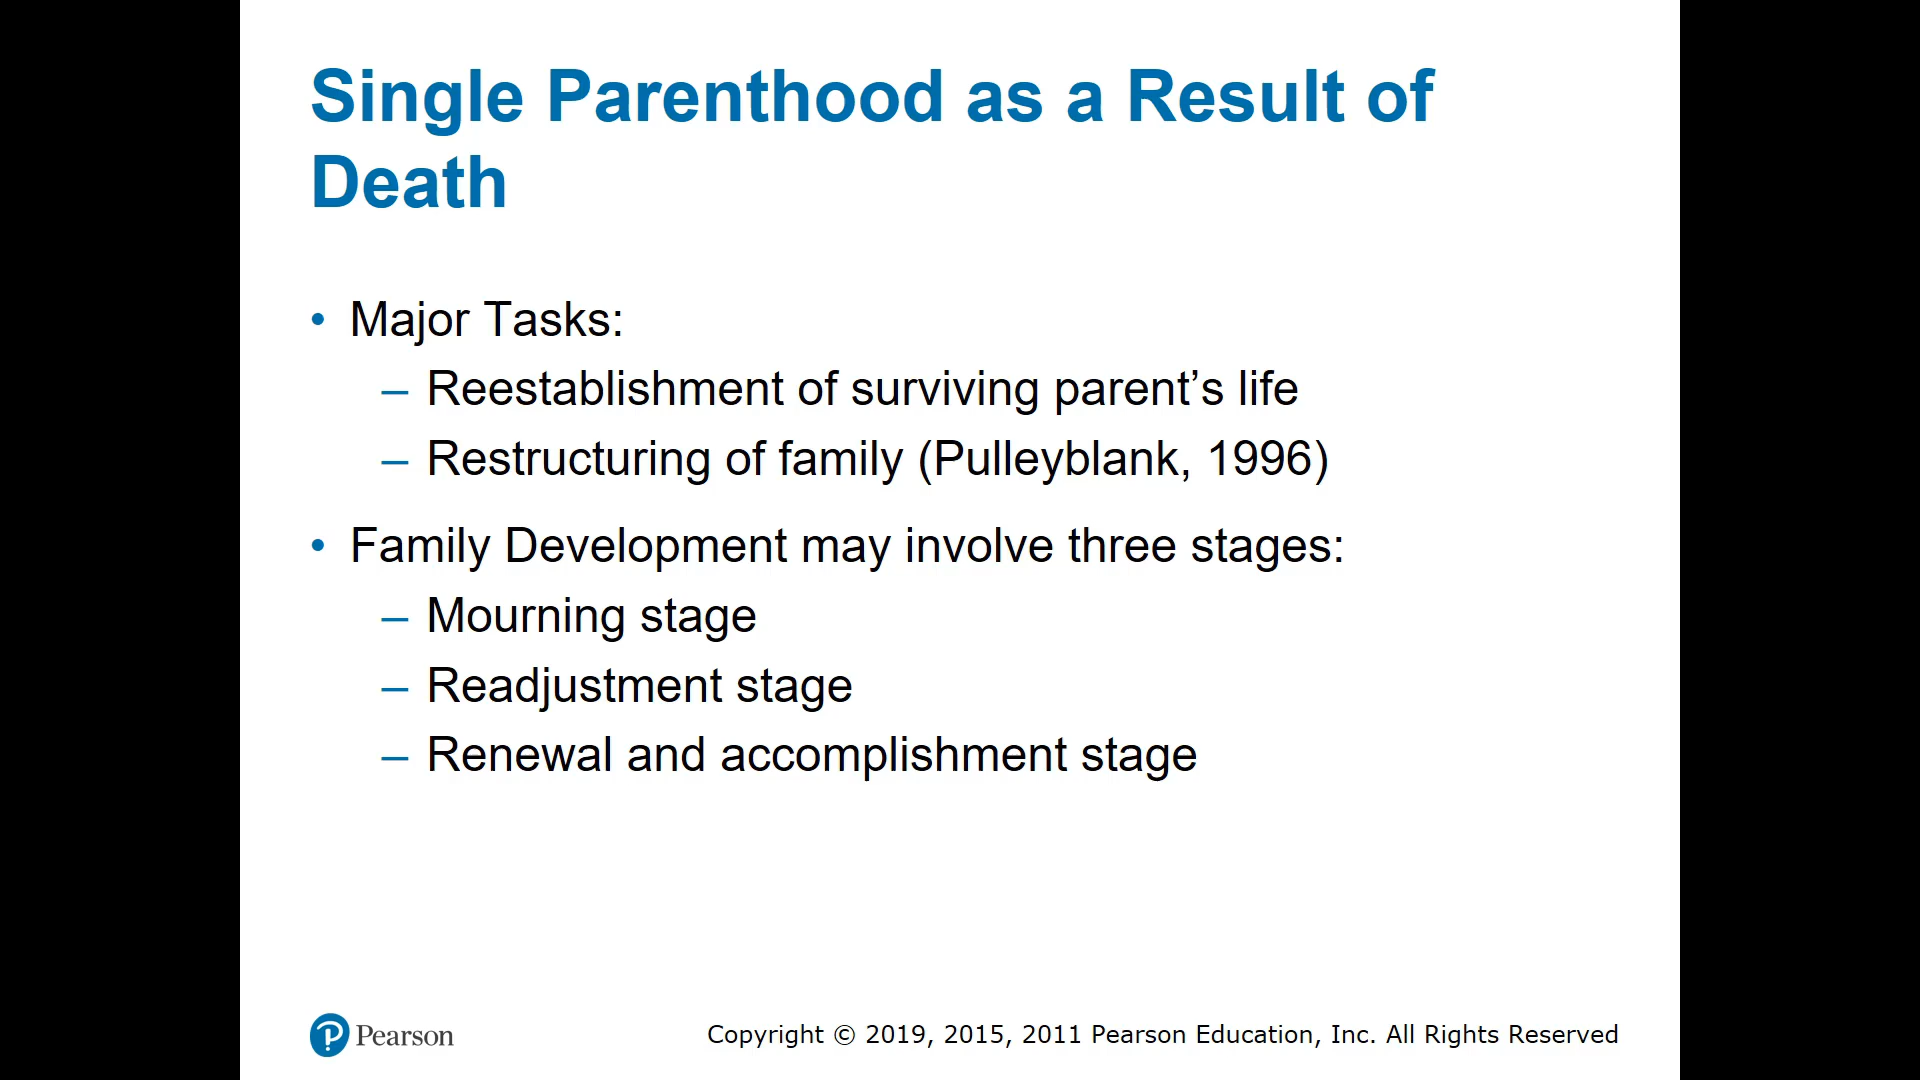 Single Parenthood as a Result of
Death
• Major Tasks:
– Reestablishment of surviving parent’s life
– Restructuring of family (Pulleyblank, 1996)
• Family Development may involve three stages:
– Mourning stage
– Readjustment stage
– Renewal and accomplishment stage
Pearson
Copyright © 2019, 2015, 2011 Pearson Education, Inc. All Rights Reserved